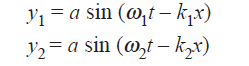 y₁ = a sin (ω₁t – k₁x)
y₂ = a sin (ω₂t – k₂x)